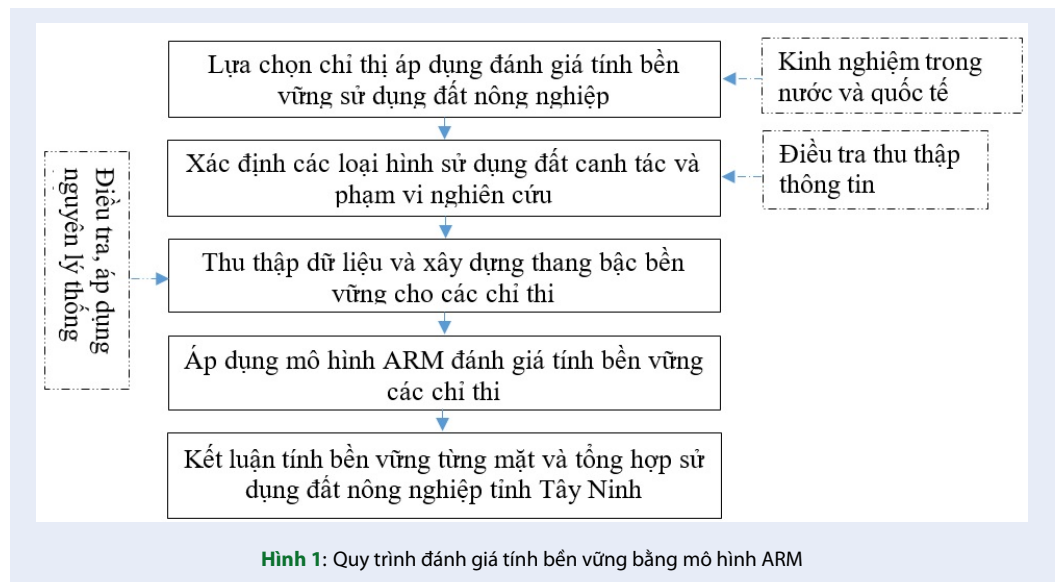 Lựa chọn chỉ thị áp dụng đánh giá tính bền
vững sử dụng đất nông nghiệp
Kinh nghiệm trong
nước và quốc tế
Xác định các loại hình sử dụng đất canh tác và
phạm vi nghiên cứu
Điều tra thu thập
thông tin
Điều tra, áp dụng
nguyên lý thống
Thu thập dữ liệu và xây dựng thang bậc bền
vững cho các chỉ thi
Áp dụng mô hình ARM đánh giá tính bền vững
các chỉ thi
Kết luận tính bền vững từng mặt và tổng hợp sử
dụng đất nông nghiệp tỉnh Tây Ninh
Hình 1: Quy trình đánh giá tính bền vững bằng mô hình ARM